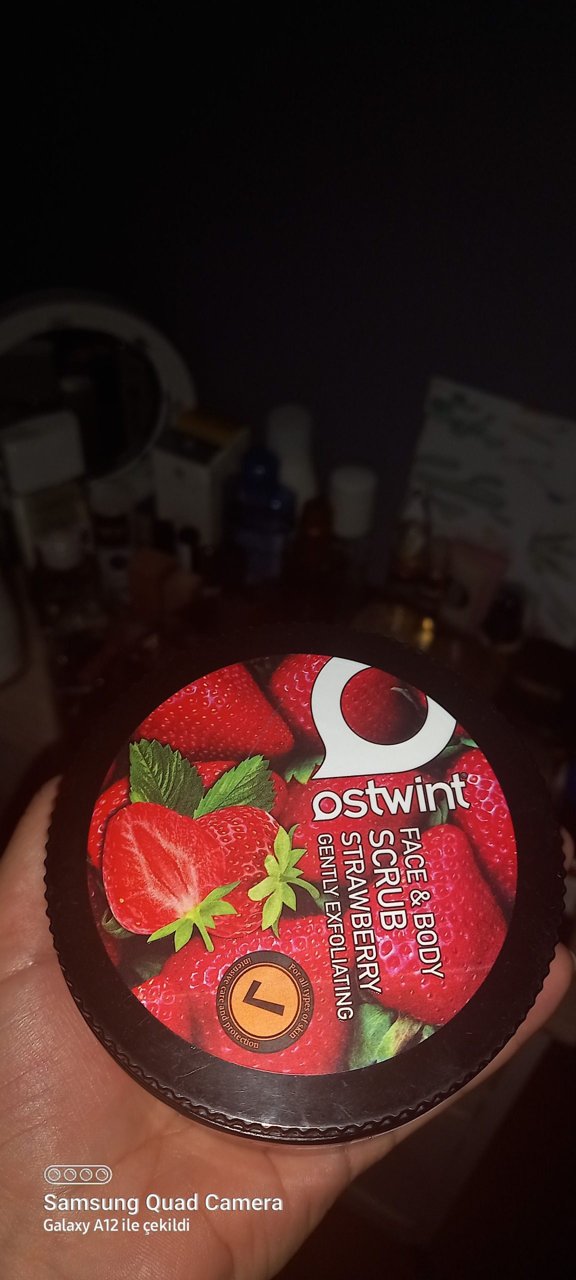 ostwint
FACE & BODY
SCRUB
STRAWBERRY
GENTLY EXFOLIATING
For all types of skin
intensive care and protection
Samsung Quad Camera
Galaxy A12 ile çekildi